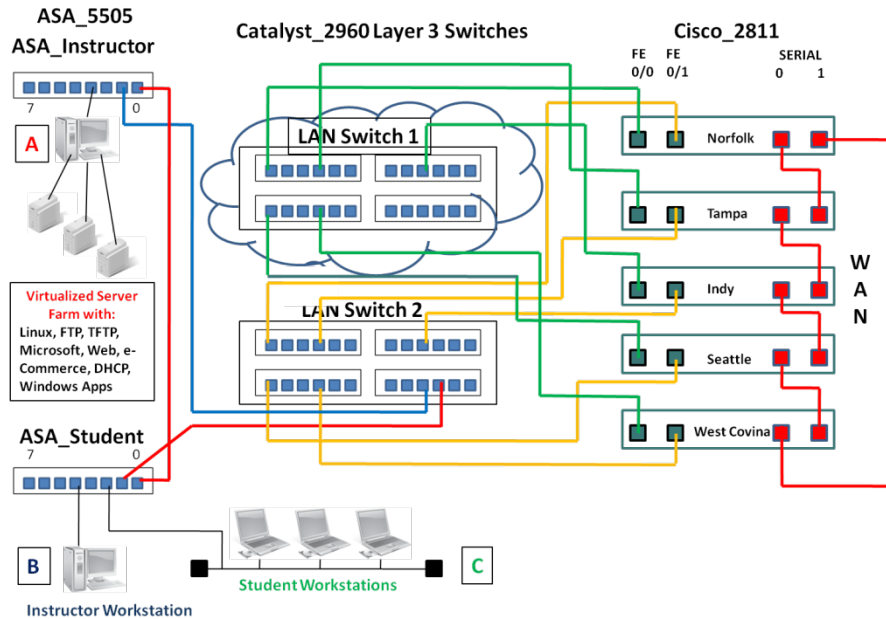 ASA_5505
ASA_Instructor
7 0
A
Virtualized Server
Farm with:
Linux, FTP, TFTP,
Microsoft, Web, e-
Commerce, DHCP,
Windows Apps
ASA_Student
7 0
B
Instructor Workstation
Student Workstations
C
Catalyst_2960 Layer 3 Switches
LAN Switch 1
LAN Switch 2
Cisco_2811
FE
0/0
FE
0/1
SERIAL
0 1
Norfolk
Tampa
Indy
Seattle
West Covina
W
A
N